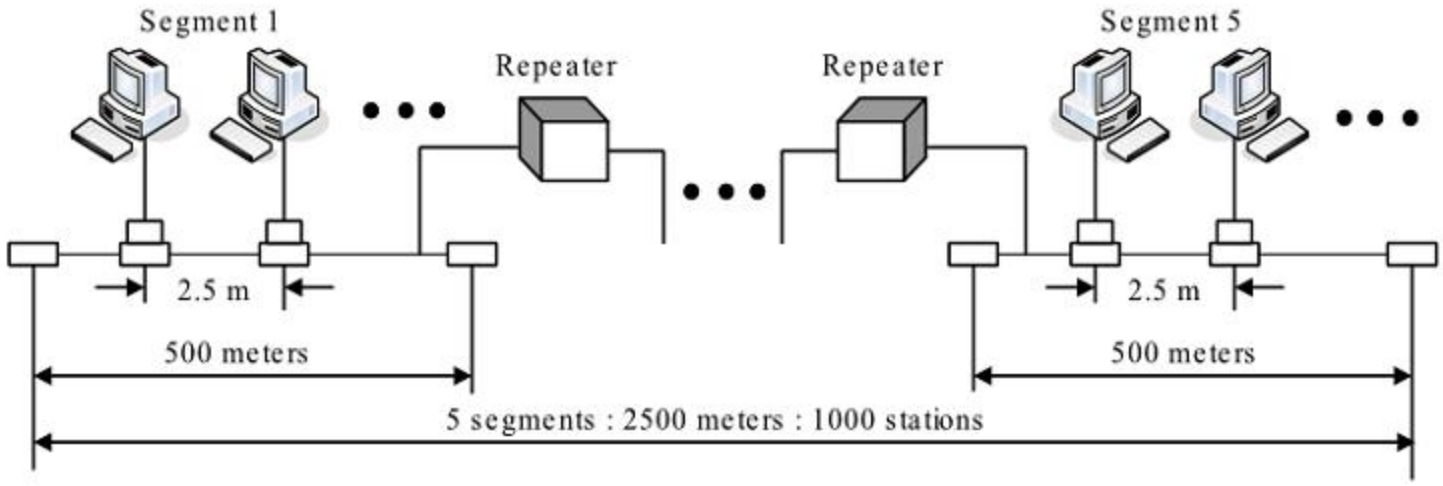 Segment 1
Segment 5
Repeater
Repeater
2.5 m
2.5 m
500 meters
500 meters
5 segments : 2500 meters : 1000 stations